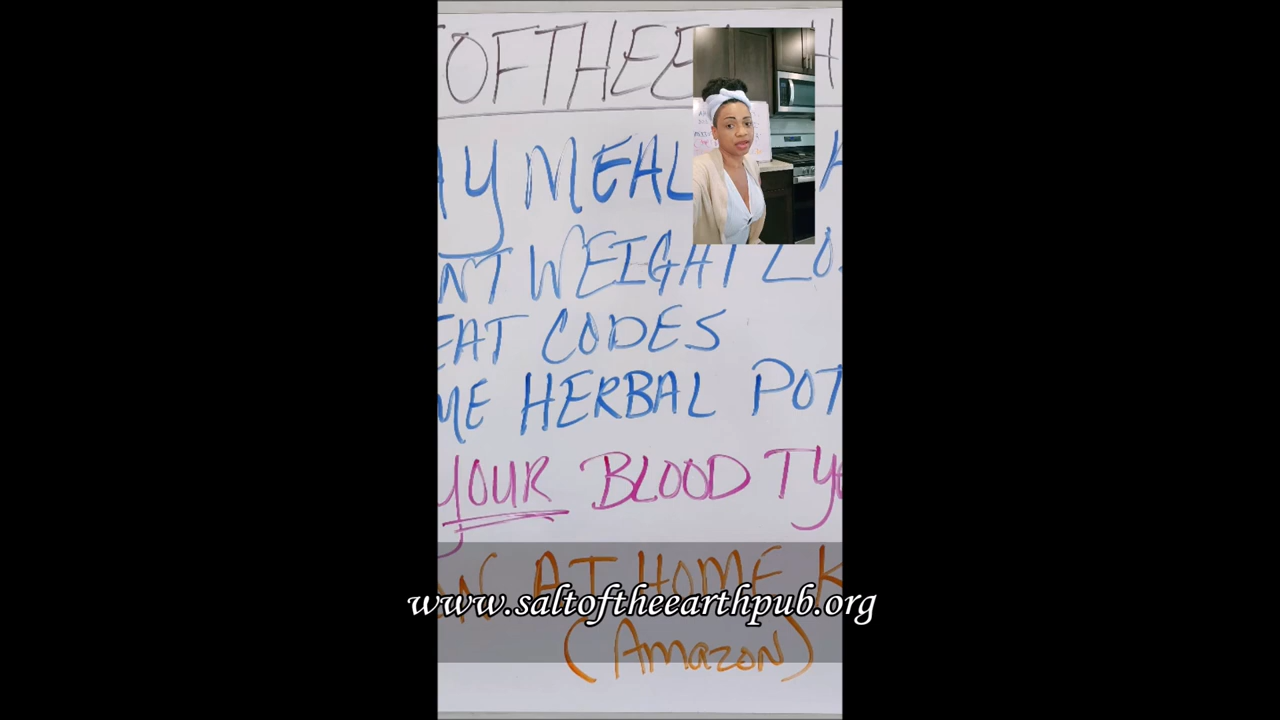 OFTHEE H
AY MEAL
NT WEIGHT LO
EAT CODES
ME HERBAL POT
YOUR BLOOD TY
AT HOME K
www.saltoftheearthpub.org
(Amazon)